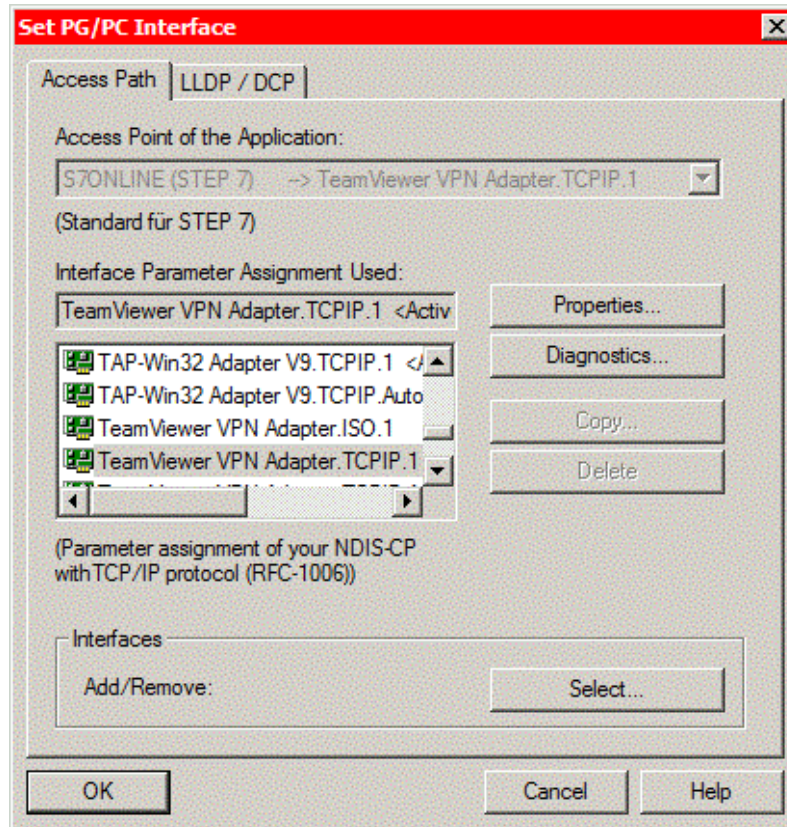 Set PG/PC Interface
Access Path
LLDP / DCP
Access Point of the Application:
S7ONLINE (STEP 7) --> TeamViewer VPN Adapter.TCPIP.1
(Standard für STEP 7)
Interface Parameter Assignment Used:
TeamViewer VPN Adapter.TCPIP.1 <Activ
Properties...
Diagnostics...
TAP-Win32 Adapter V9.TCPIP.1 <A
TAP-Win32 Adapter V9.TCPIP.Auto
TeamViewer VPN Adapter.ISO.1
TeamViewer VPN Adapter.TCPIP.1
Copy...
Delete
(Parameter assignment of your NDIS-CP
withTCP/IP protocol (RFC-1006))
Interfaces
Add/Remove:
Select...
OK
Cancel
Help